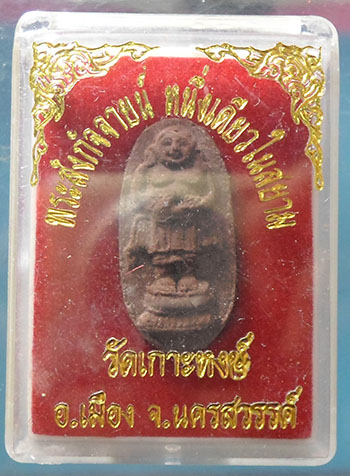 พระสังกัจจายน์ หนึ่งเดียวในสยาม
วัดเกาะหงษ์
อ.เมือง จ.นครสวรรค์